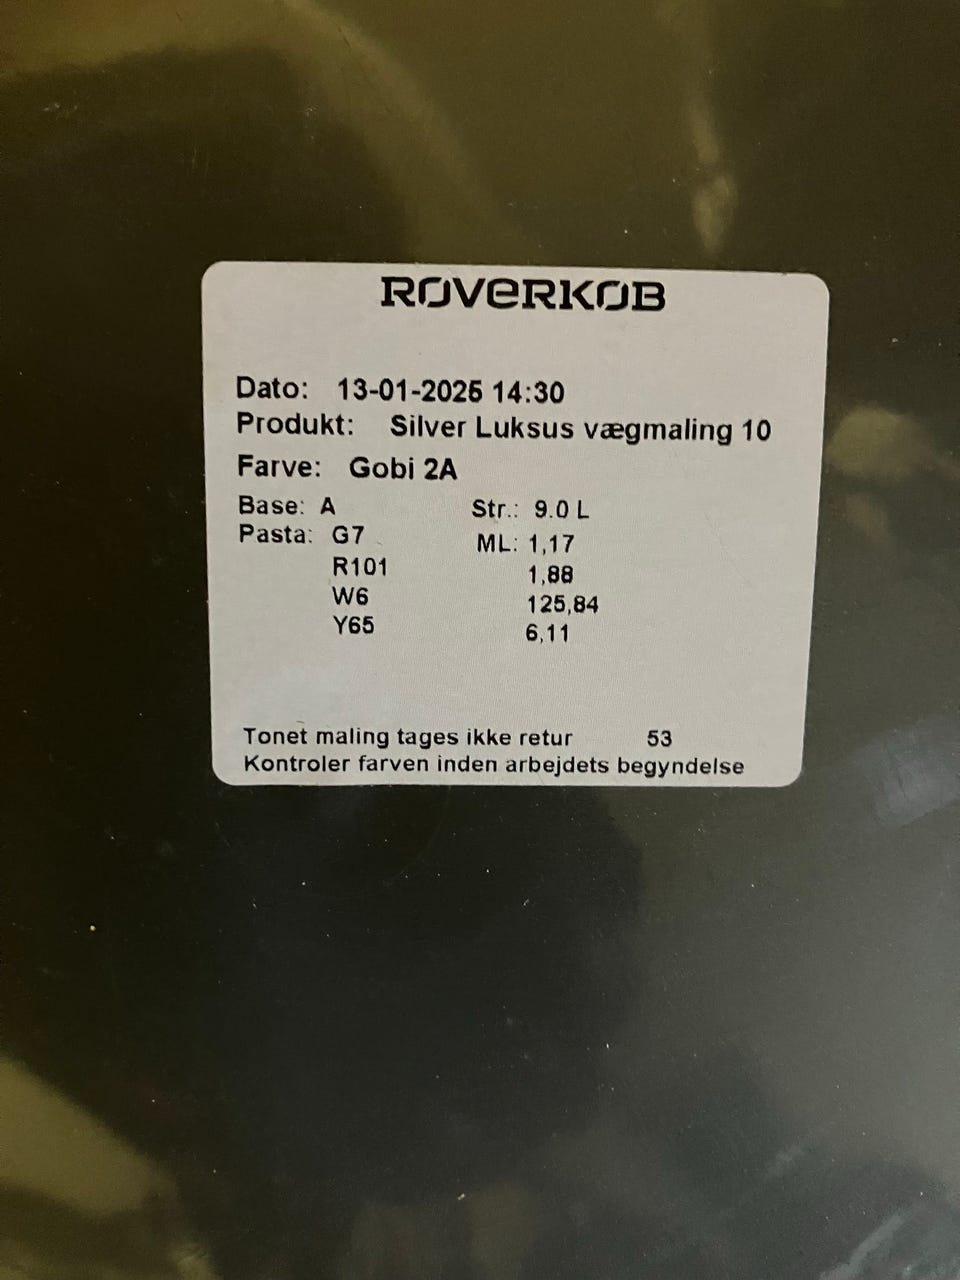 RØVERKØB
Dato: 13-01-2025 14:30
Produkt: Silver Luksus vægmaling 10
Farve: Gobi 2A
Base: A Str.: 9.0 L
Pasta: G7 ML: 1,17
R101 1,88
W6 125,84
Y65 6,11
Tonet maling tages ikke retur 53
Kontroler farven inden arbejdets begyndelse